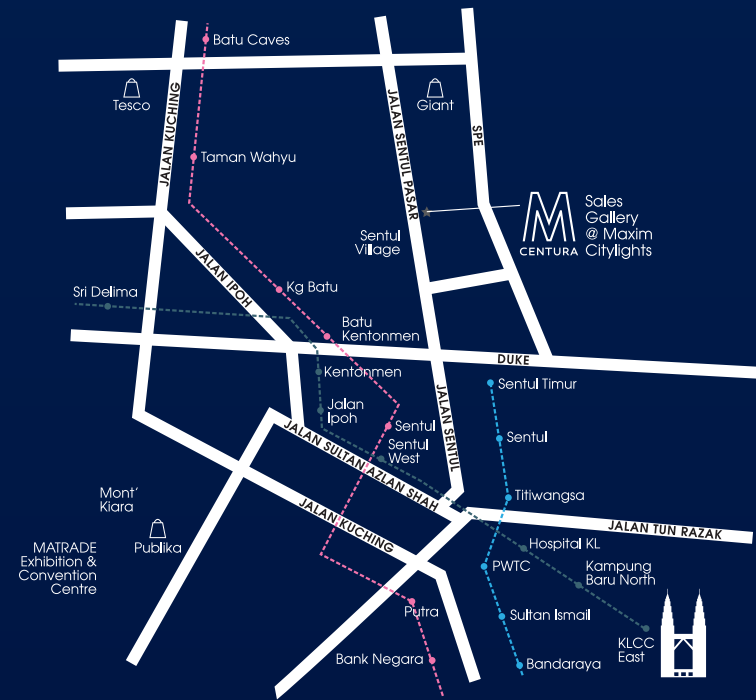 Batu Caves
Tesco
JALAN KUCHING
Giant
JALAN SENTUL PASAR
SPE
Taman Wahyu
M
CENTURA
Sales
Gallery
@ Maxim
Citylights
Sentul
Village
JALAN IPOH
Sri Delima
Kg Batu
Batu
Kentonmen
DUKE
Kentonmen
Sentul Timur
Jalan
Ipoh
JALAN SENTUL
Sentul
Sentul
Sentul
West
JALAN SULTAN AZLAN SHAH
Titiwangsa
Mont'
Kiara
Publika
JALAN KUCHING
JALAN TUN RAZAK
MATRADE
Exhibition &
Convention
Centre
Hospital KL
PWTC
Kampung
Baru North
Putra
Sultan Ismail
KLCC
East
Bank Negara
Bandaraya